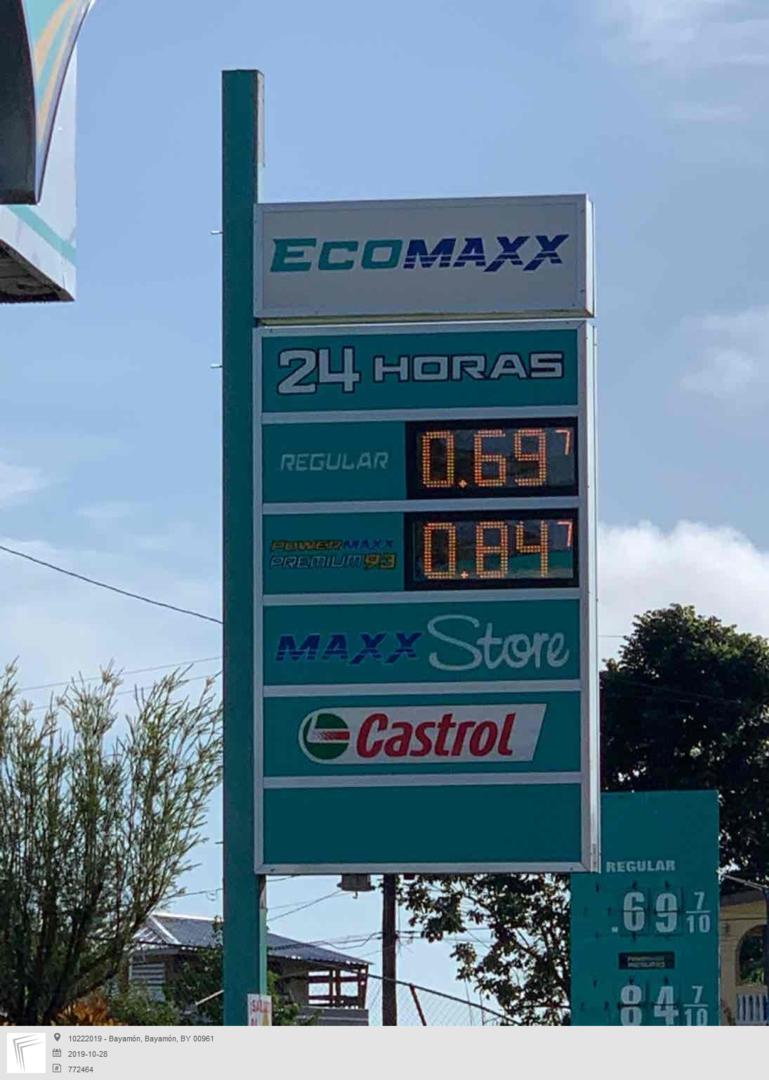 ECOMAXX
24 HORAS
REGULAR 0.69 7
POWERMAXX
PREMIUM 93 0.84 7
MAXX Store
Castrol
REGULAR
.69 7/10
84 7/10
10222019 - Bayamón, Bayamón, BY 00961
2019-10-28
772464